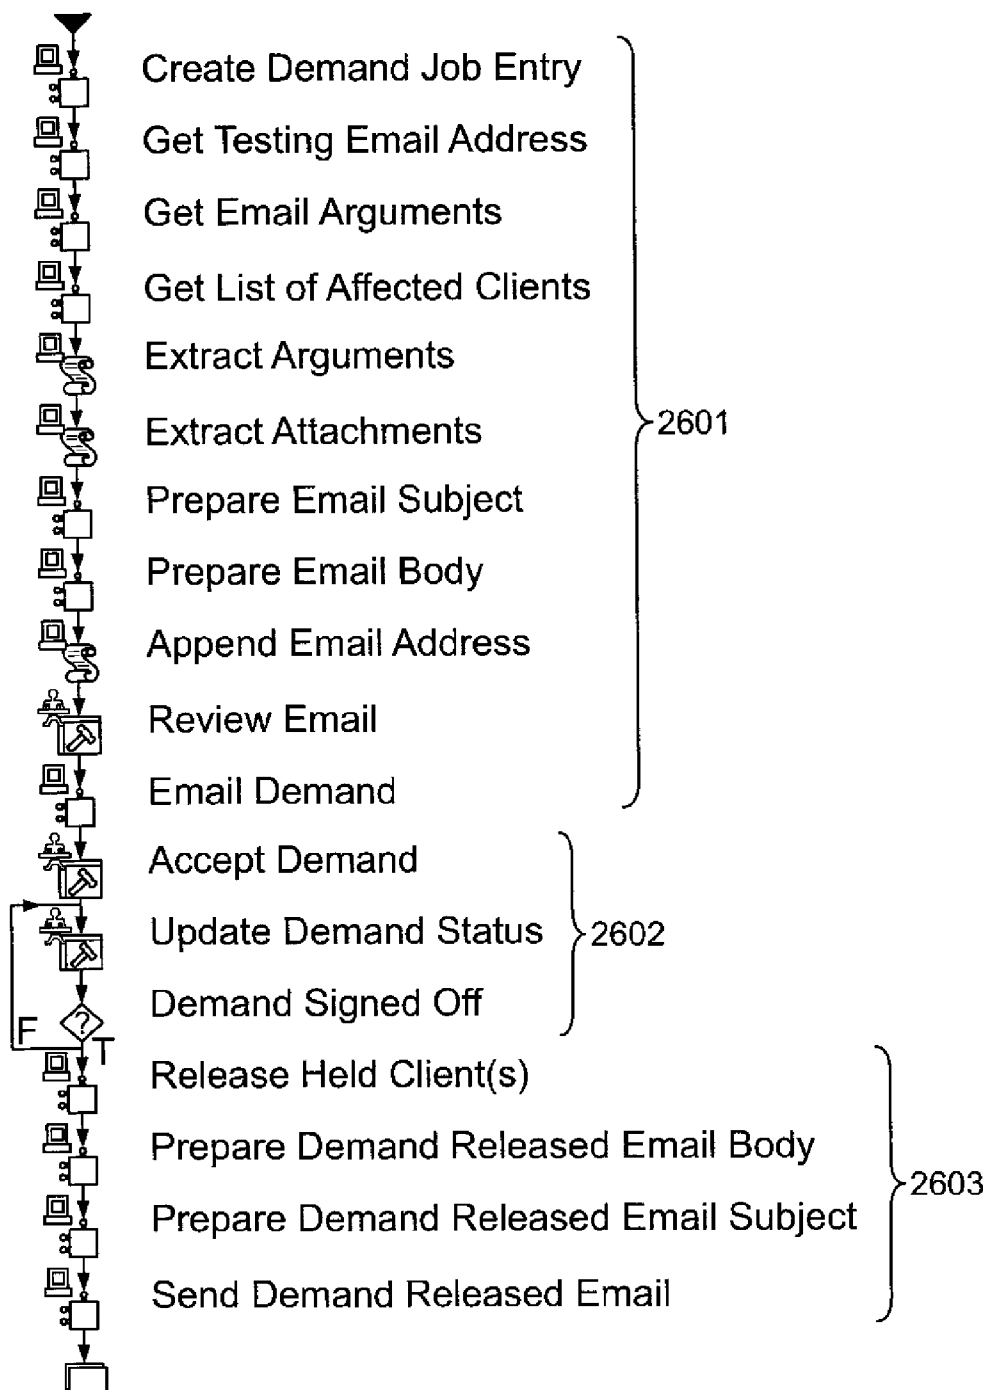 Create Demand Job Entry
Get Testing Email Address
Get Email Arguments
Get List of Affected Clients
Extract Arguments
2601
Extract Attachments
Prepare Email Subject
Prepare Email Body
Append Email Address
Review Email
Email Demand
Accept Demand
Update Demand Status
2602
Demand Signed Off
?
F
T
Release Held Client(s)
Prepare Demand Released Email Body
2603
Prepare Demand Released Email Subject
Send Demand Released Email